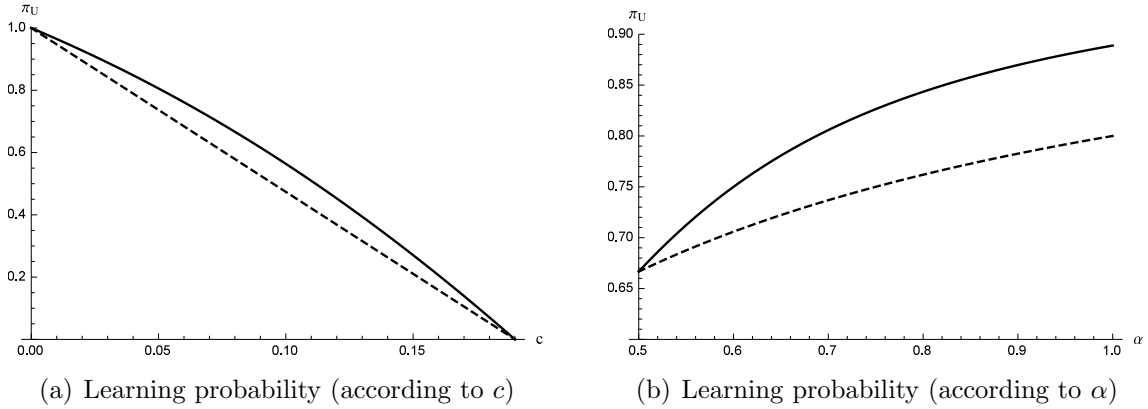 π_U
1.0
0.8
0.6
0.4
0.2
0.00 0.05 0.10 0.15 c
(a) Learning probability (according to c)
π_U
0.90
0.85
0.80
0.75
0.70
0.65
0.5 0.6 0.7 0.8 0.9 1.0 α
(b) Learning probability (according to α)